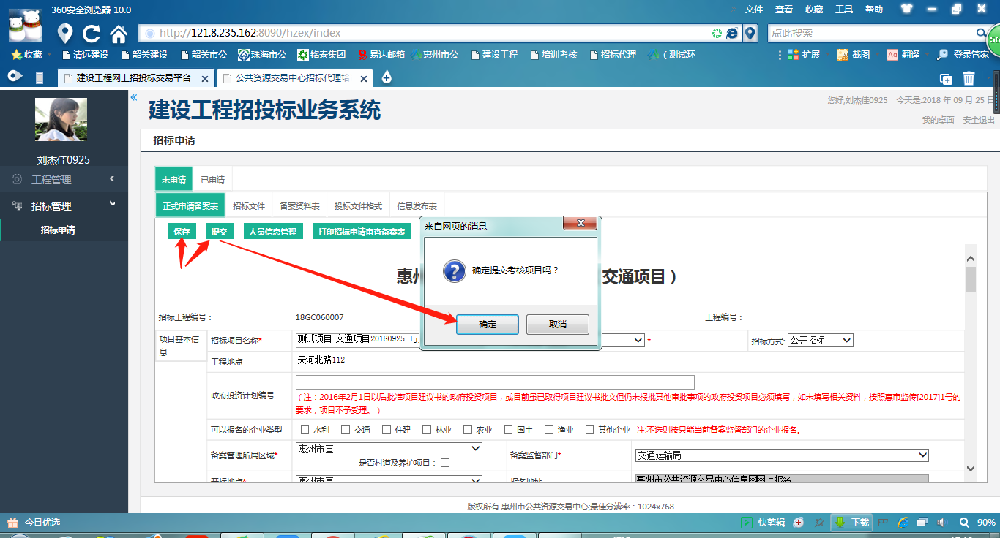 360安全浏览器 10.0
文件 查看 收藏 工具 帮助
http://121.8.235.162:8090/hzex/index
点此搜索
56
收藏 清远建设 韶关建设 韶关市公 珠海市公 铭泰集团 易达邮箱 惠州市公 建设工程 培训考核 招标代理 （测试环 扩展 截图 翻译 登录管家
建设工程网上招投标交易平台
公共资源交易中心招标代理培
建设工程招投标业务系统
您好,刘杰佳0925 今天是:2018 年 09 月 25 日
我的桌面 安全退出
刘杰佳0925
工程管理
招标管理
招标申请
招标申请
未申请 已申请
正式申请备案表 招标文件 备案资料表 投标文件格式 信息发布表
保存 提交 人员信息管理 打印招标申请审查备案表
来自网页的消息
确定提交考核项目吗？
确定 取消
惠州
交通项目）
招标工程编号： 18GC060007 工程编号：
项目基本信息
招标项目名称* 测试项目-交通项目20180925-lj * 招标方式: 公开招标
工程地点 天河北路112
政府投资计划编号
（注：2016年2月1日以后批准项目建议书的政府投资项目，或目前虽已取得项目建议书批文但仍未报批其他审批事项的政府投资项目必须填写，如未填写相关资料，按照惠市监传[2017]1号的
要求，项目不予受理。）
可以报名的企业类型 水利 交通 住建 林业 农业 国土 渔业 其他企业 注:不选则按只能当前备案监督部门的企业报名。
备案管理所属区域* 惠州市直
是否村道及养护项目：
备案监督部门* 交通运输局
开标地点* 惠州市直 报名地址 惠州市公共资源交易中心信息网网上报名
版权所有 惠州市公共资源交易中心;最佳分辨率：1024x768
今日优选
快剪辑 下载 90%